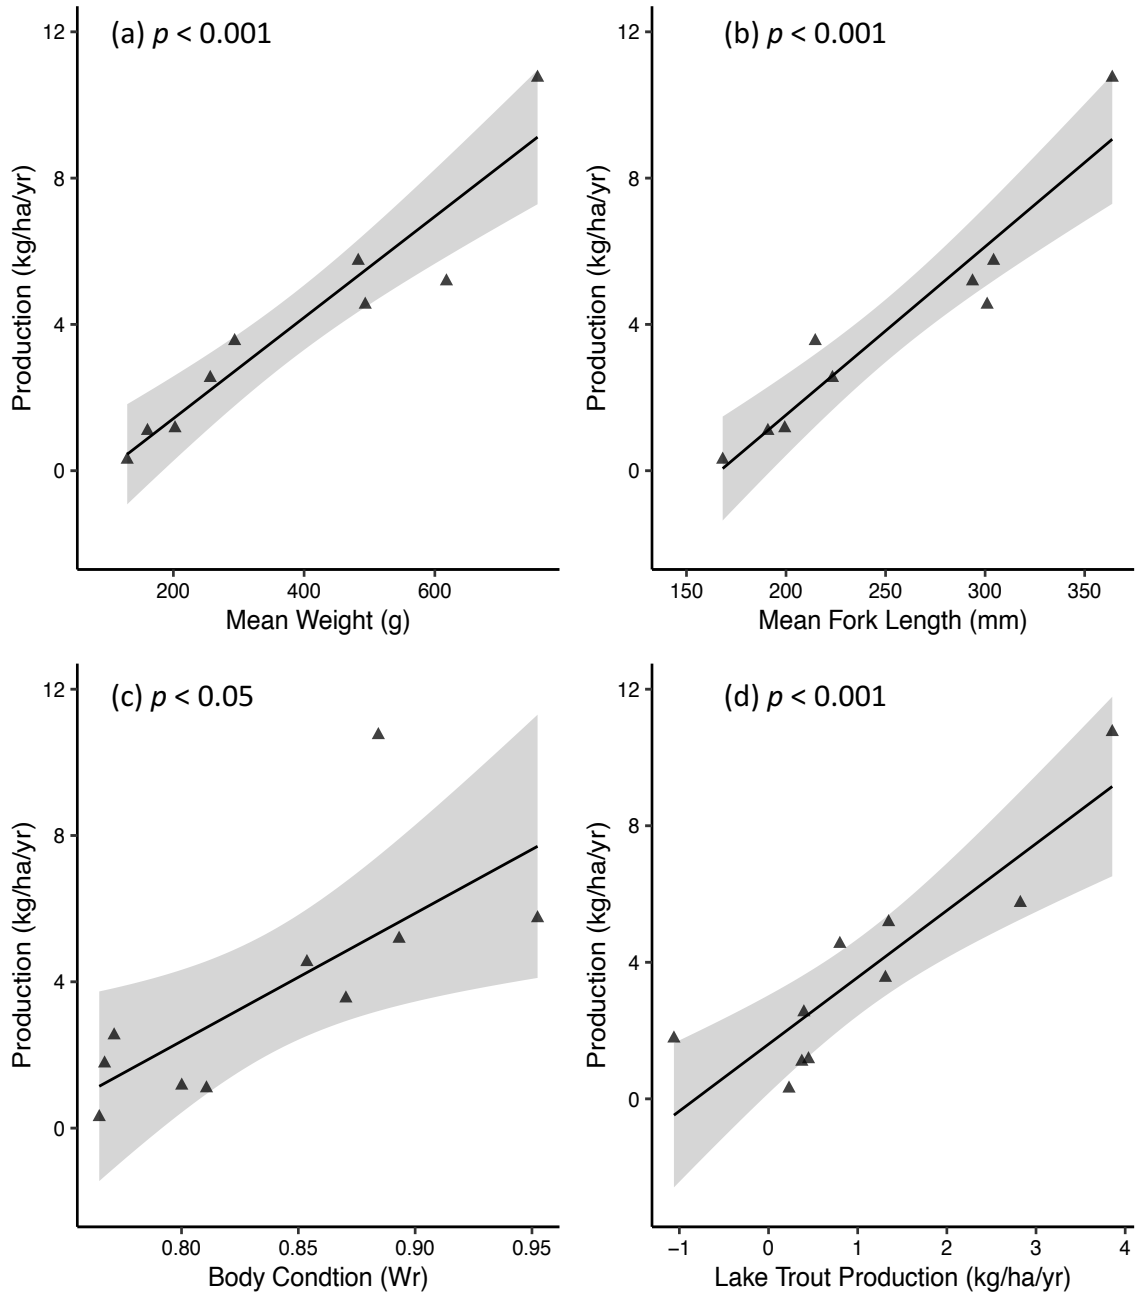 (a) p < 0.001
12
8
4
0
Production (kg/ha/yr)
200 400 600
Mean Weight (g)
(b) p < 0.001
12
8
4
0
Production (kg/ha/yr)
150 200 250 300 350
Mean Fork Length (mm)
(c) p < 0.05
12
8
4
0
Production (kg/ha/yr)
0.80 0.85 0.90 0.95
Body Condtion (Wr)
(d) p < 0.001
12
8
4
0
Production (kg/ha/yr)
−1 0 1 2 3 4
Lake Trout Production (kg/ha/yr)